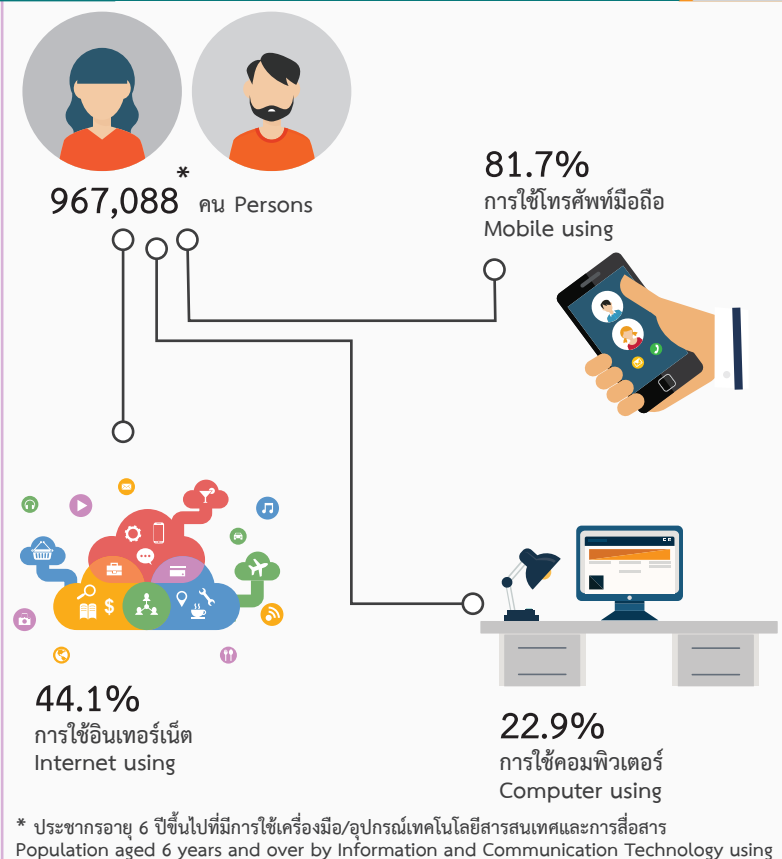 967,088* คน Persons
81.7%
การใช้โทรศัพท์มือถือ
Mobile using
44.1%
การใช้อินเทอร์เน็ต
Internet using
22.9%
การใช้คอมพิวเตอร์
Computer using
* ประชากรอายุ 6 ปีขึ้นไปที่มีการใช้เครื่องมือ/อุปกรณ์เทคโนโลยีสารสนเทศและการสื่อสาร
Population aged 6 years and over by Information and Communication Technology using